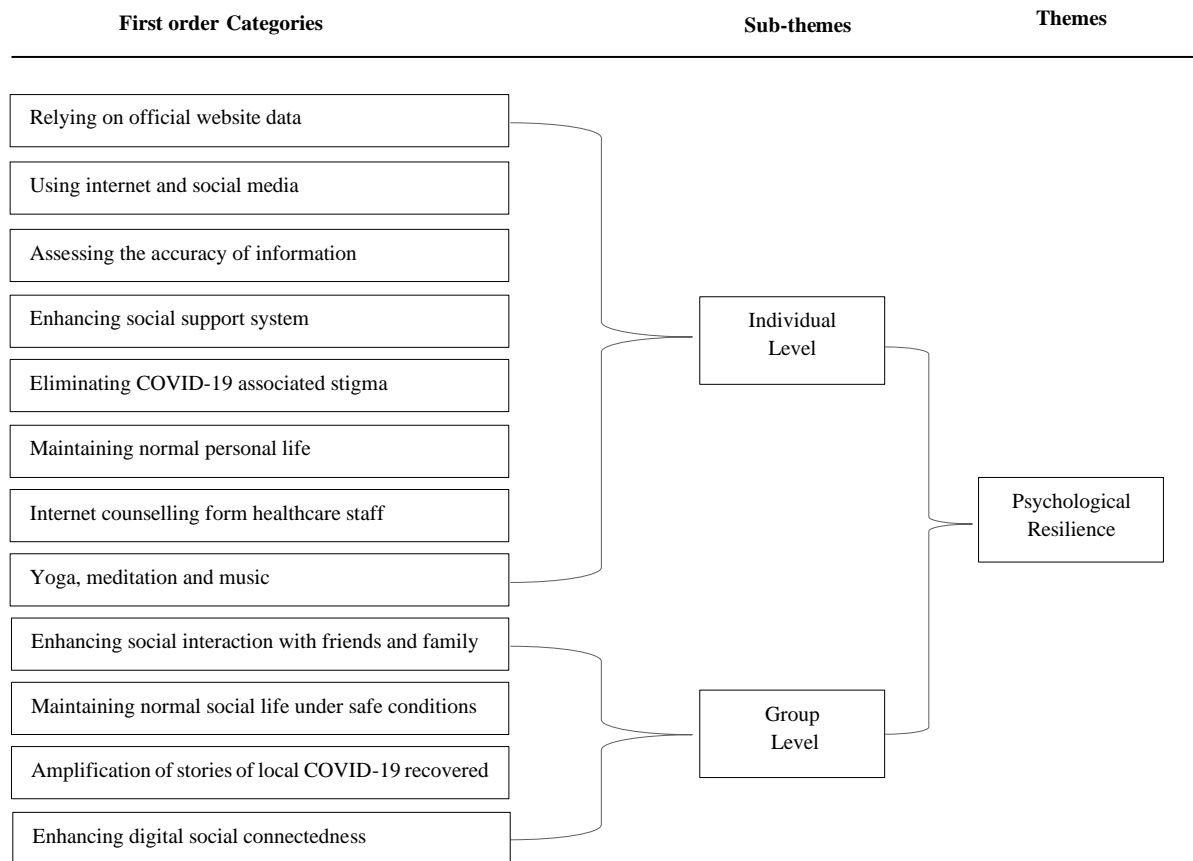 First order Categories
Sub-themes
Themes
Relying on official website data
Using internet and social media
Assessing the accuracy of information
Enhancing social support system
Eliminating COVID-19 associated stigma
Maintaining normal personal life
Internet counselling form healthcare staff
Yoga, meditation and music
Enhancing social interaction with friends and family
Maintaining normal social life under safe conditions
Amplification of stories of local COVID-19 recovered
Enhancing digital social connectedness
Individual
Level
Group
Level
Psychological
Resilience